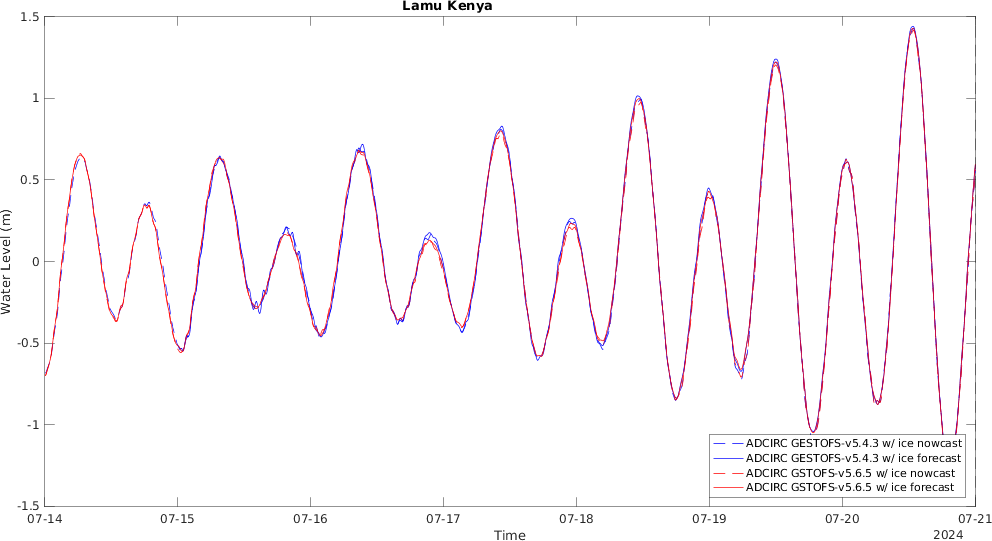 Lamu Kenya
1.5
1
0.5
0
-0.5
-1
-1.5
Water Level (m)
07-14
07-15
07-16
07-17
07-18
07-19
07-20
07-21
Time
2024
ADCIRC GESTOFS-v5.4.3 w/ ice nowcast
ADCIRC GESTOFS-v5.4.3 w/ ice forecast
ADCIRC GSTOFS-v5.6.5 w/ ice nowcast
ADCIRC GSTOFS-v5.6.5 w/ ice forecast